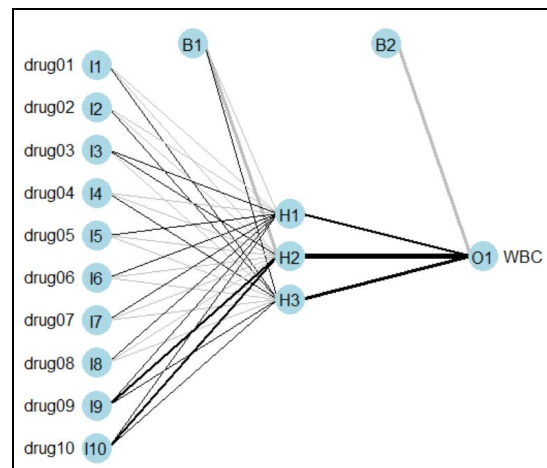 B1 B2
drug01 I1
drug02 I2
drug03 I3
drug04 I4
H1
drug05 I5
H2 O1 WBC
drug06 I6
H3
drug07 I7
drug08 I8
drug09 I9
drug10 I10